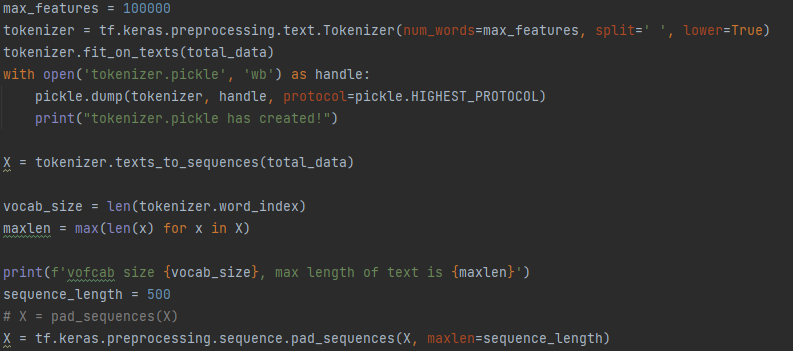 max_features = 100000
tokenizer = tf.keras.preprocessing.text.Tokenizer(num_words=max_features, split=' ', lower=True)
tokenizer.fit_on_texts(total_data)
with open('tokenizer.pickle', 'wb') as handle:
    pickle.dump(tokenizer, handle, protocol=pickle.HIGHEST_PROTOCOL)
    print("tokenizer.pickle has created!")
X = tokenizer.texts_to_sequences(total_data)
vocab_size = len(tokenizer.word_index)
maxlen = max(len(x) for x in X)
print(f'vofcab size {vocab_size}, max length of text is {maxlen}')
sequence_length = 500
# X = pad_sequences(X)
X = tf.keras.preprocessing.sequence.pad_sequences(X, maxlen=sequence_length)